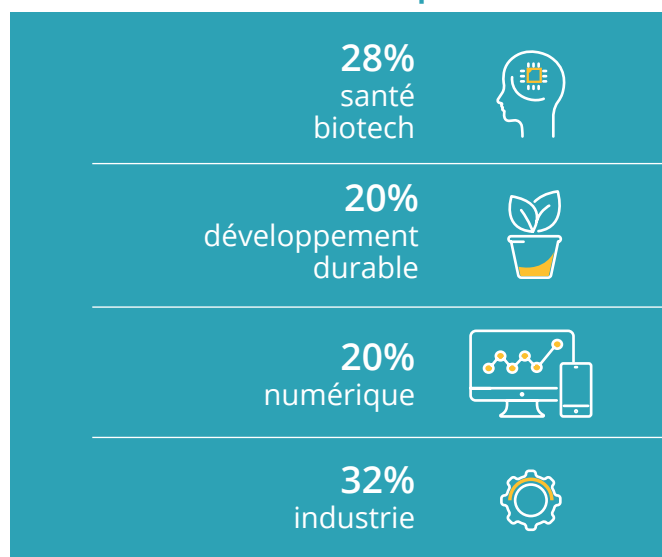 28%
santé
biotech
20%
développement
durable
20%
numérique
32%
industrie